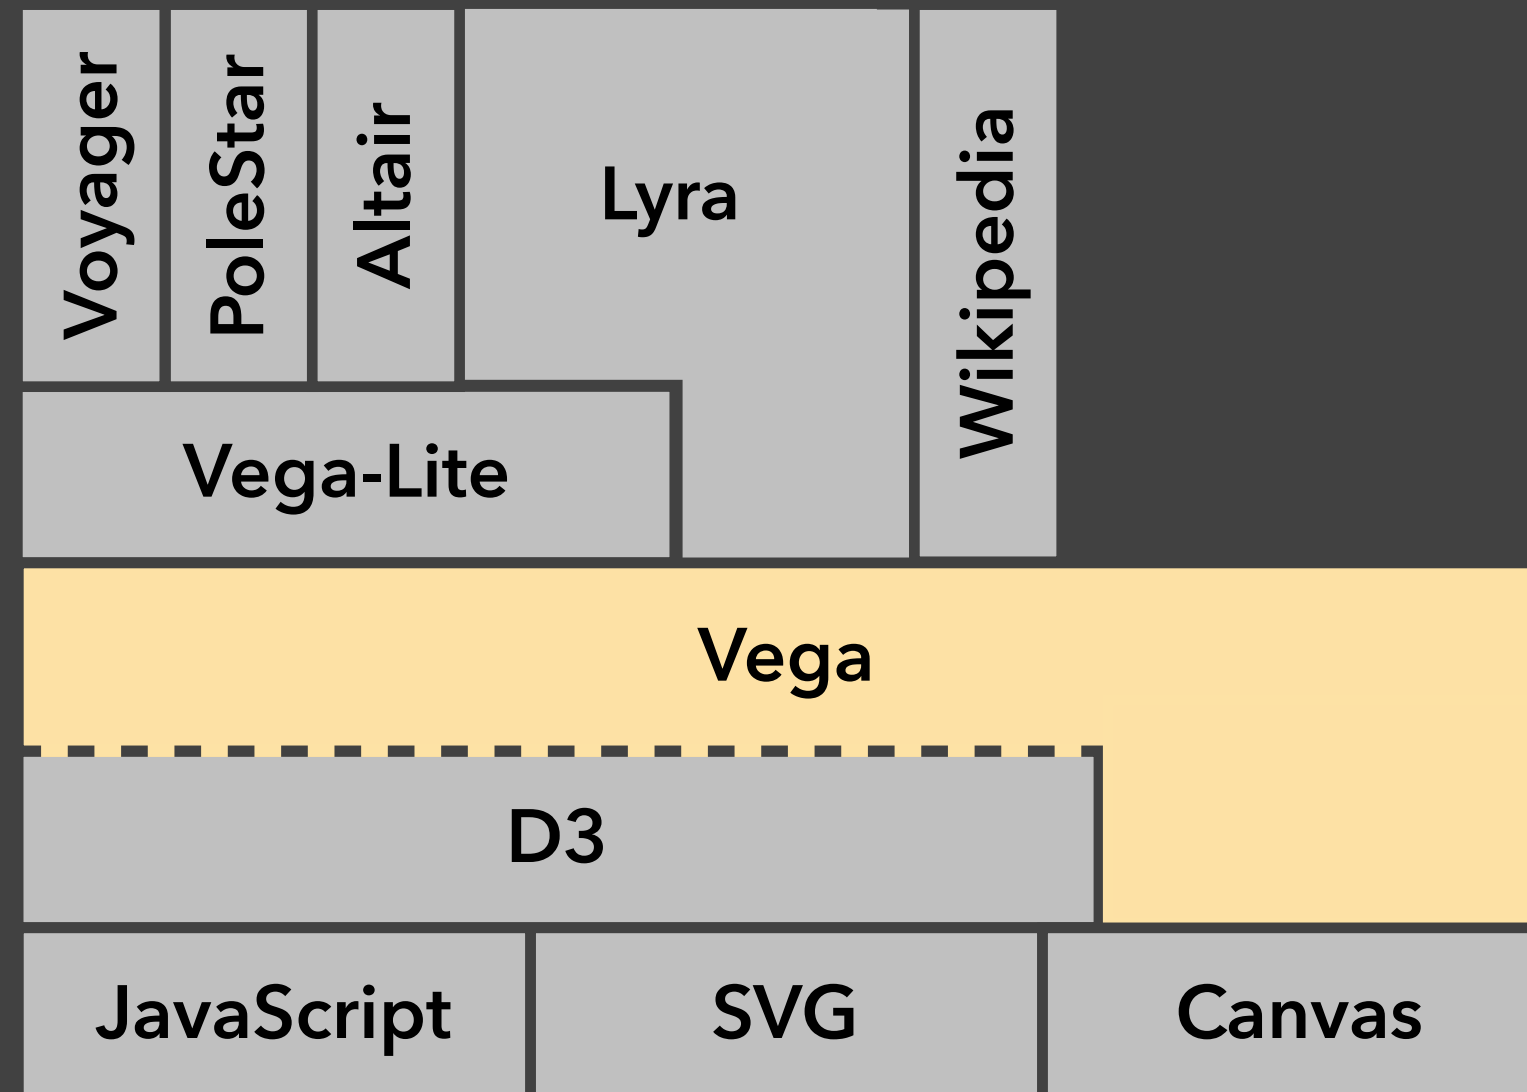 Voyager
PoleStar
Altair
Lyra
Wikipedia
Vega-Lite
Vega
D3
JavaScript
SVG
Canvas